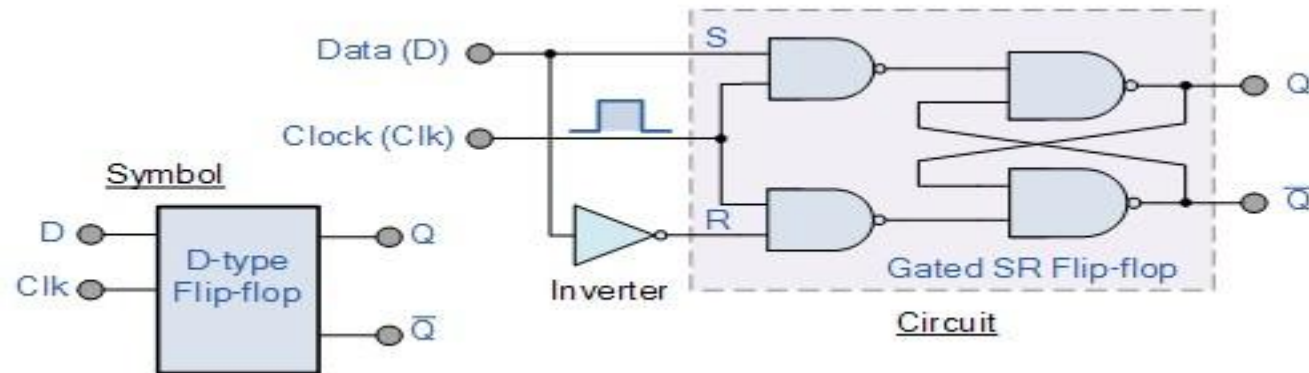 Data (D)
S
Q
Clock (Clk)
Symbol
R
Q̅
D
Q
D-type
Flip-flop
Clk
Gated SR Flip-flop
Inverter
Q̅
Circuit